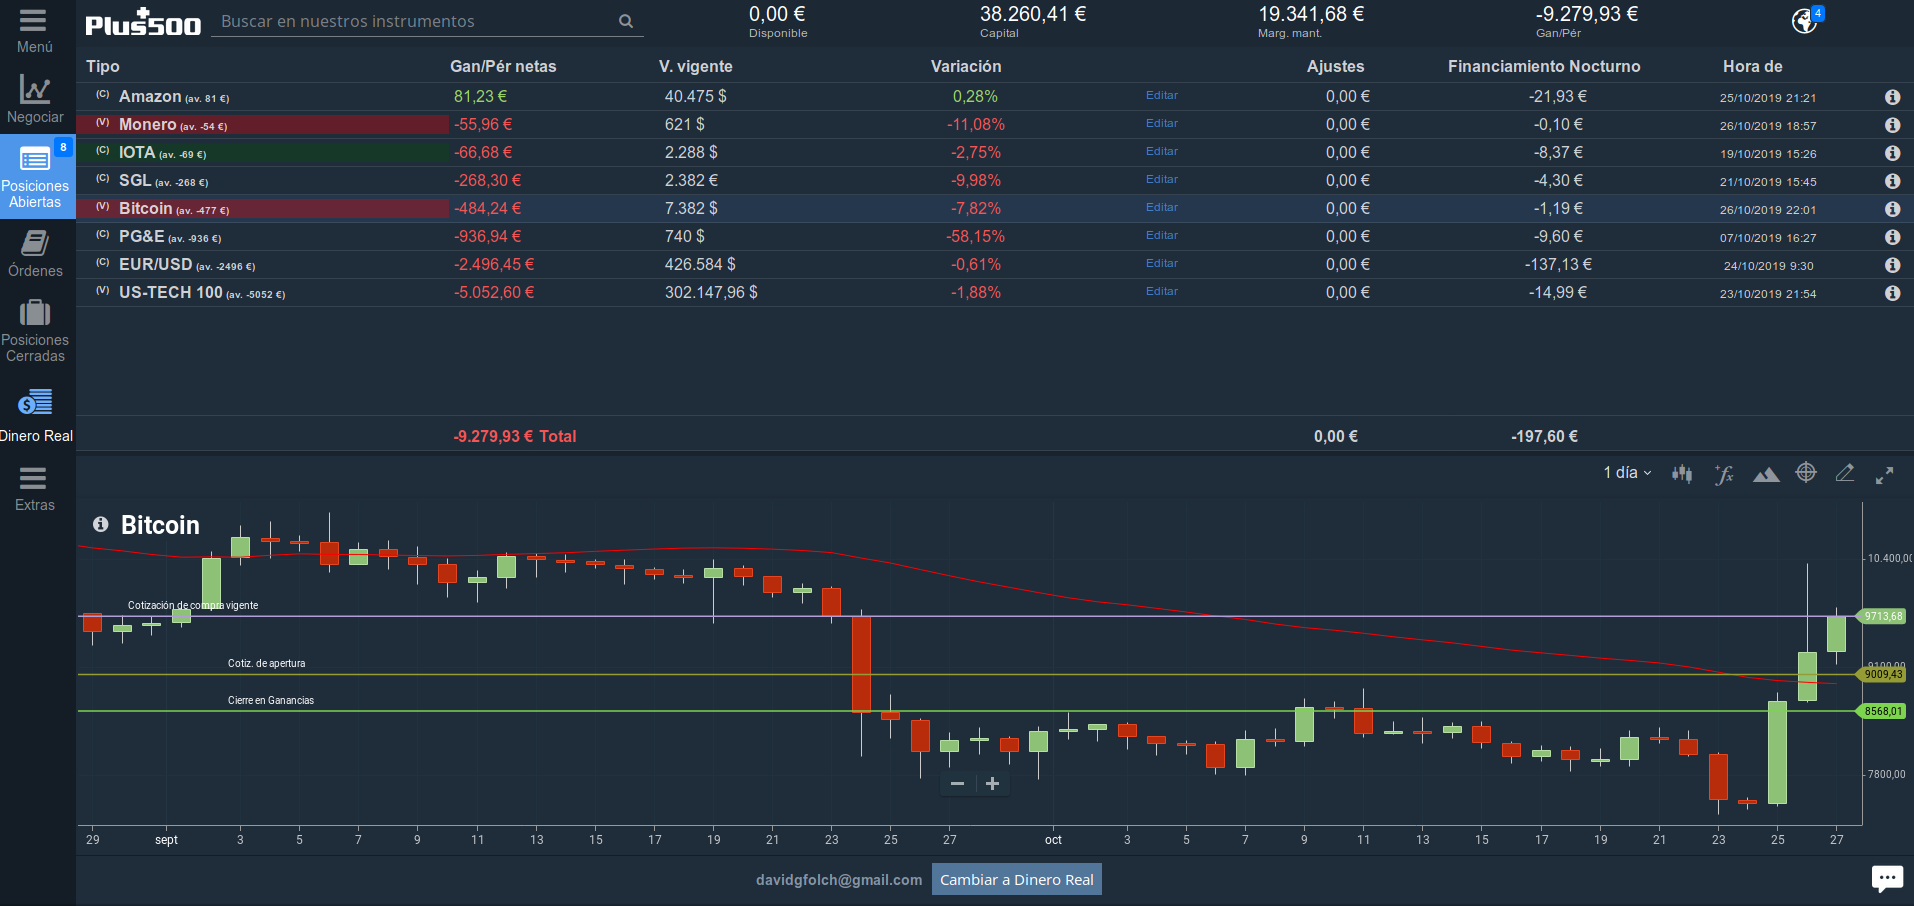 Menú
Negociar
8
Posiciones
Abiertas
Órdenes
Posiciones
Cerradas
Dinero Real
Extras
Plus500
Buscar en nuestros instrumentos
0,00 €
Disponible
38.260,41 €
Capital
19.341,68 €
Marg. mant.
-9.279,93 €
Gan/Pér
4
Tipo Gan/Pér netas V. vigente Variación Ajustes Financiamiento Nocturno Hora de
(C) Amazon (av. 81 €) 81,23 € 40.475 $ 0,28% Editar 0,00 € -21,93 € 25/10/2019 21:21
(V) Monero (av. -54 €) -55,96 € 621 $ -11,08% Editar 0,00 € -0,10 € 26/10/2019 18:57
(C) IOTA (av. -69 €) -66,68 € 2.288 $ -2,75% Editar 0,00 € -8,37 € 19/10/2019 15:26
(C) SGL (av. -268 €) -268,30 € 2.382 € -9,98% Editar 0,00 € -4,30 € 21/10/2019 15:45
(V) Bitcoin (av. -477 €) -484,24 € 7.382 $ -7,82% Editar 0,00 € -1,19 € 26/10/2019 22:01
(C) PG&E (av. -936 €) -936,94 € 740 $ -58,15% Editar 0,00 € -9,60 € 07/10/2019 16:27
(C) EUR/USD (av. -2496 €) -2.496,45 € 426.584 $ -0,61% Editar 0,00 € -137,13 € 24/10/2019 9:30
(V) US-TECH 100 (av. -5052 €) -5.052,60 € 302.147,96 $ -1,88% Editar 0,00 € -14,99 € 23/10/2019 21:54
-9.279,93 € Total 0,00 € -197,60 €
1 día
+fx
Bitcoin
10.400,00
Cotización de compra vigente
9713,68
Cotiz. de apertura
9100,00
9009,43
Cierre en Ganancias
8568,01
7800,00
29 sept 3 5 7 9 11 13 15 17 19 21 23 25 27 oct 3 5 7 9 11 13 15 17 19 21 23 25 27
davidgfolch@gmail.com
Cambiar a Dinero Real